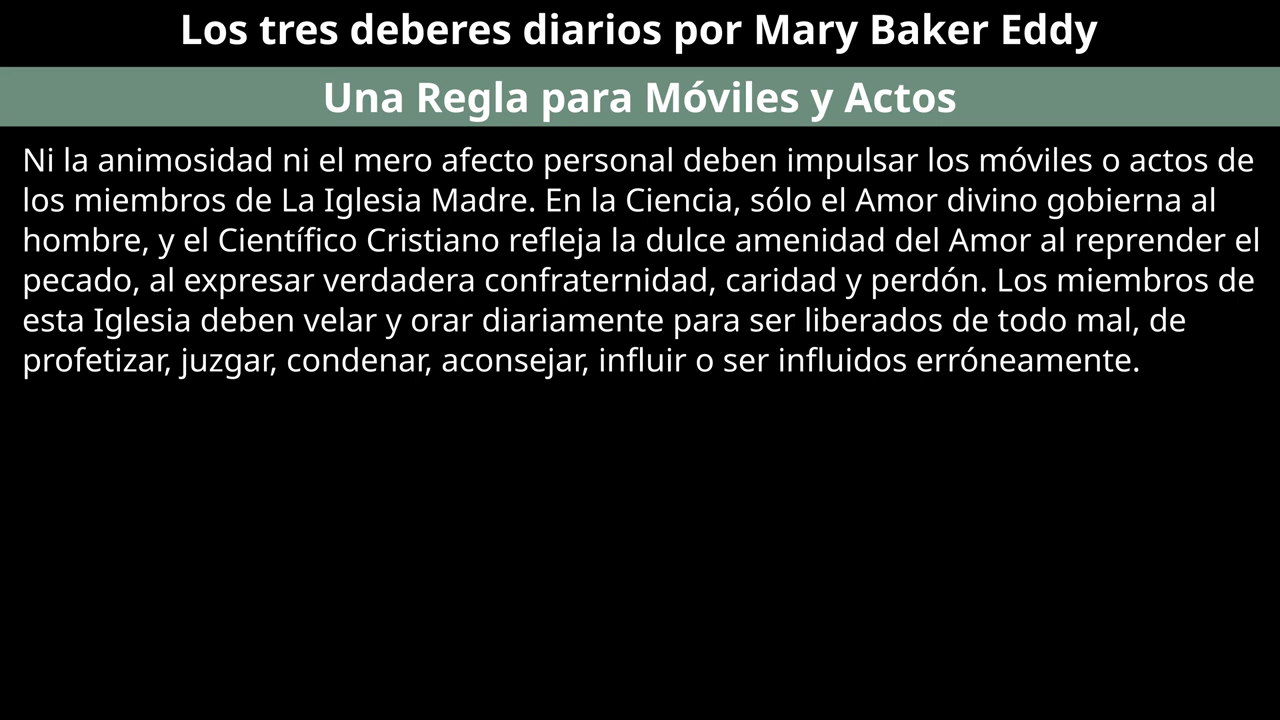 Los tres deberes diarios por Mary Baker Eddy
Una Regla para Móviles y Actos
Ni la animosidad ni el mero afecto personal deben impulsar los móviles o actos de
los miembros de La Iglesia Madre. En la Ciencia, sólo el Amor divino gobierna al
hombre, y el Científico Cristiano refleja la dulce amenidad del Amor al reprender el
pecado, al expresar verdadera confraternidad, caridad y perdón. Los miembros de
esta Iglesia deben velar y orar diariamente para ser liberados de todo mal, de
profetizar, juzgar, condenar, aconsejar, influir o ser influidos erróneamente.